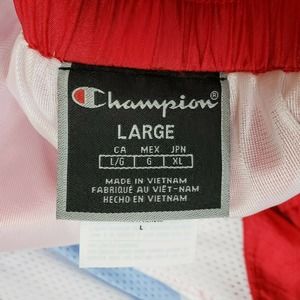 Champion®
LARGE
CA MEX JPN
L/G G XL
MADE IN VIETNAM
FABRIQUÉ AU VIÊT-NAM
HECHO EN VIETNAM
L